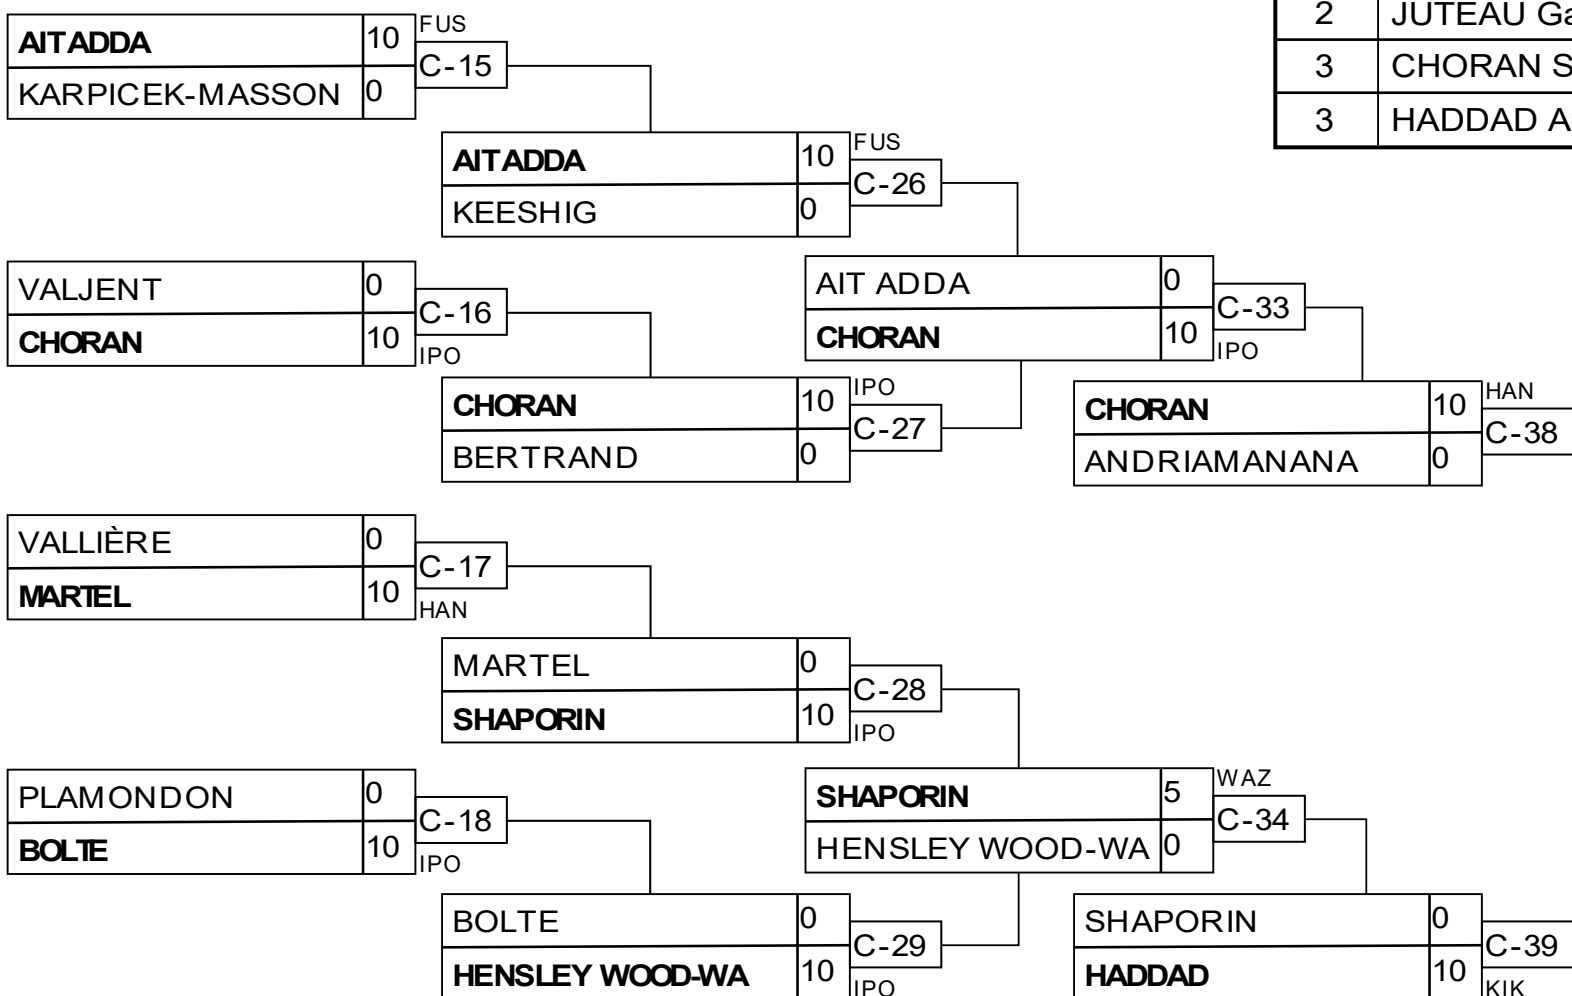 2 JUTEAU Ga
3 CHORAN S
3 HADDAD A
AIT ADDA 10 FUS
C-15
KARPICEK-MASSON 0
AIT ADDA 10 FUS
C-26
KEESHIG 0
VALJENT 0
C-16
CHORAN 10 IPO
AIT ADDA 0
C-33
CHORAN 10 IPO
CHORAN 10 IPO
C-27
BERTRAND 0
CHORAN 10 HAN
C-38
ANDRIAMANANA 0
VALLIÈRE 0
C-17
MARTEL 10 HAN
MARTEL 0
C-28
SHAPORIN 10 IPO
PLAMONDON 0
C-18
BOLTE 10 IPO
SHAPORIN 5 WAZ
C-34
HENSLEY WOOD-WA 0
BOLTE 0
C-29
HENSLEY WOOD-WA 10 IPO
SHAPORIN 0
C-39
HADDAD 10 KIK